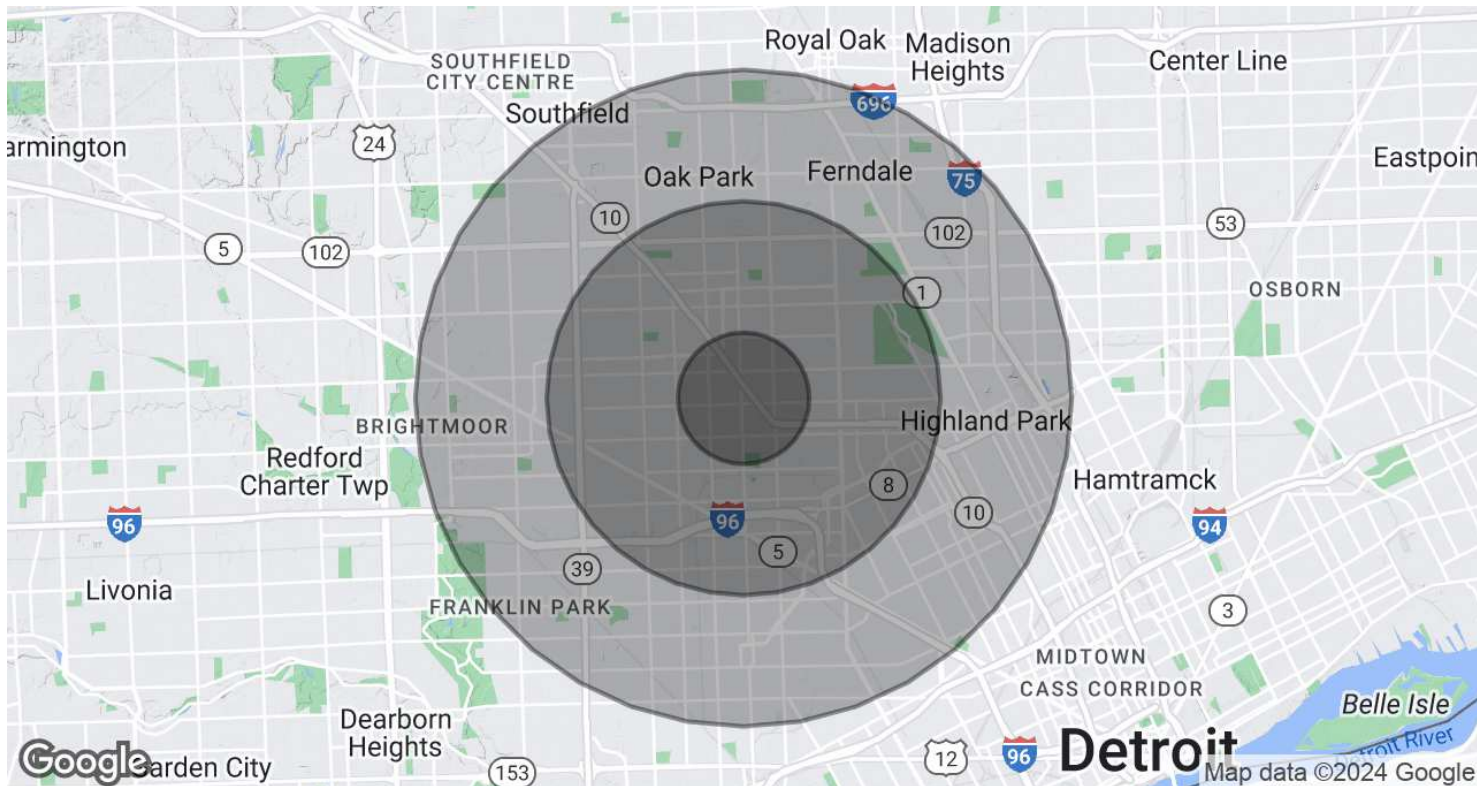 Royal Oak
Madison
Heights
Center Line
SOUTHFIELD
CITY CENTRE
696
Southfield
armington
24
Eastpoin
Oak Park
Ferndale
75
10
102
53
5
102
1
OSBORN
BRIGHTMOOR
Highland Park
Redford
Charter Twp
Hamtramck
8
96
96
10
94
5
39
Livonia
FRANKLIN PARK
3
MIDTOWN
CASS CORRIDOR
Belle Isle
Dearborn
Heights
Detroit River
12
96
Detroit
Google
Garden City
153
Map data ©2024 Google